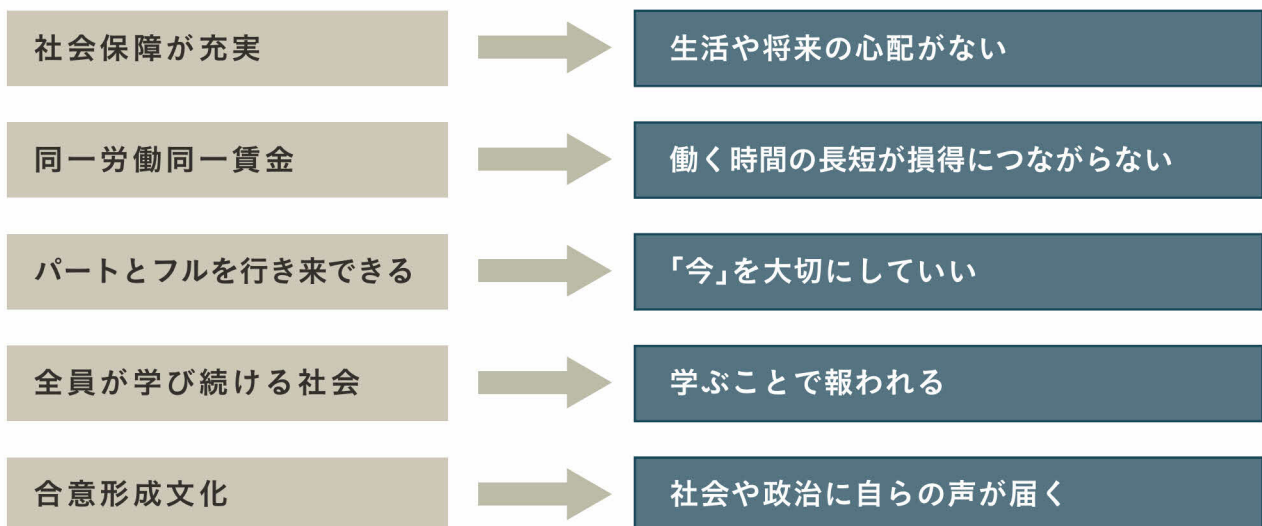 社会保障が充実
生活や将来の心配がない
同一労働同一賃金
働く時間の長短が損得につながらない
パートとフルを行き来できる
「今」を大切にしていい
全員が学び続ける社会
学ぶことで報われる
合意形成文化
社会や政治に自らの声が届く